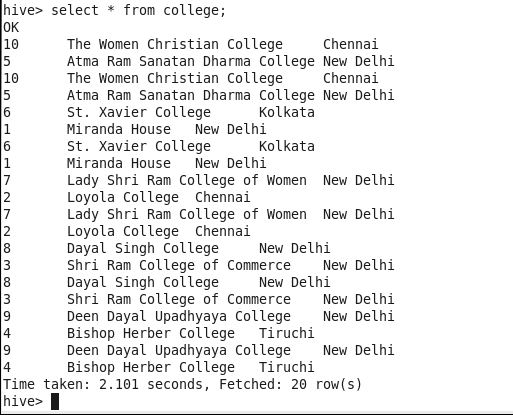 hive> select * from college;
OK
10	The Women Christian College	Chennai
5	Atma Ram Sanatan Dharma College	New Delhi
10	The Women Christian College	Chennai
5	Atma Ram Sanatan Dharma College	New Delhi
6	St. Xavier College	Kolkata
1	Miranda House	New Delhi
6	St. Xavier College	Kolkata
1	Miranda House	New Delhi
7	Lady Shri Ram College of Women	New Delhi
2	Loyola College	Chennai
7	Lady Shri Ram College of Women	New Delhi
2	Loyola College	Chennai
8	Dayal Singh College	New Delhi
3	Shri Ram College of Commerce	New Delhi
8	Dayal Singh College	New Delhi
3	Shri Ram College of Commerce	New Delhi
9	Deen Dayal Upadhyaya College	New Delhi
4	Bishop Herber College	Tiruchi
9	Deen Dayal Upadhyaya College	New Delhi
4	Bishop Herber College	Tiruchi
Time taken: 2.101 seconds, Fetched: 20 row(s)
hive>